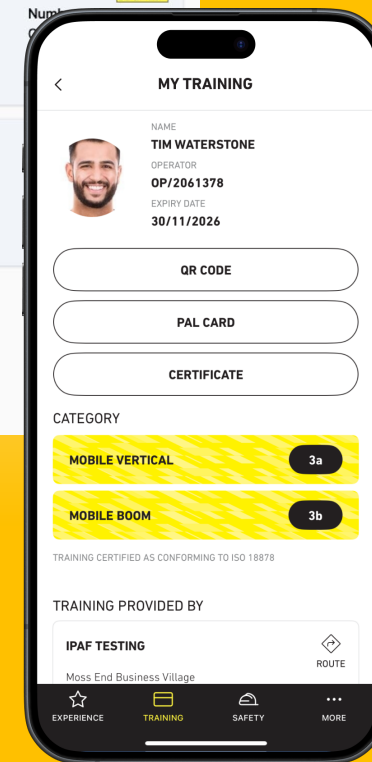 MY TRAINING
NAME
TIM WATERSTONE
OPERATOR
OP/2061378
EXPIRY DATE
30/11/2026
QR CODE
PAL CARD
CERTIFICATE
CATEGORY
MOBILE VERTICAL 3a
MOBILE BOOM 3b
TRAINING CERTIFIED AS CONFORMING TO ISO 18878
TRAINING PROVIDED BY
IPAF TESTING
ROUTE
Moss End Business Village
EXPERIENCE TRAINING SAFETY MORE